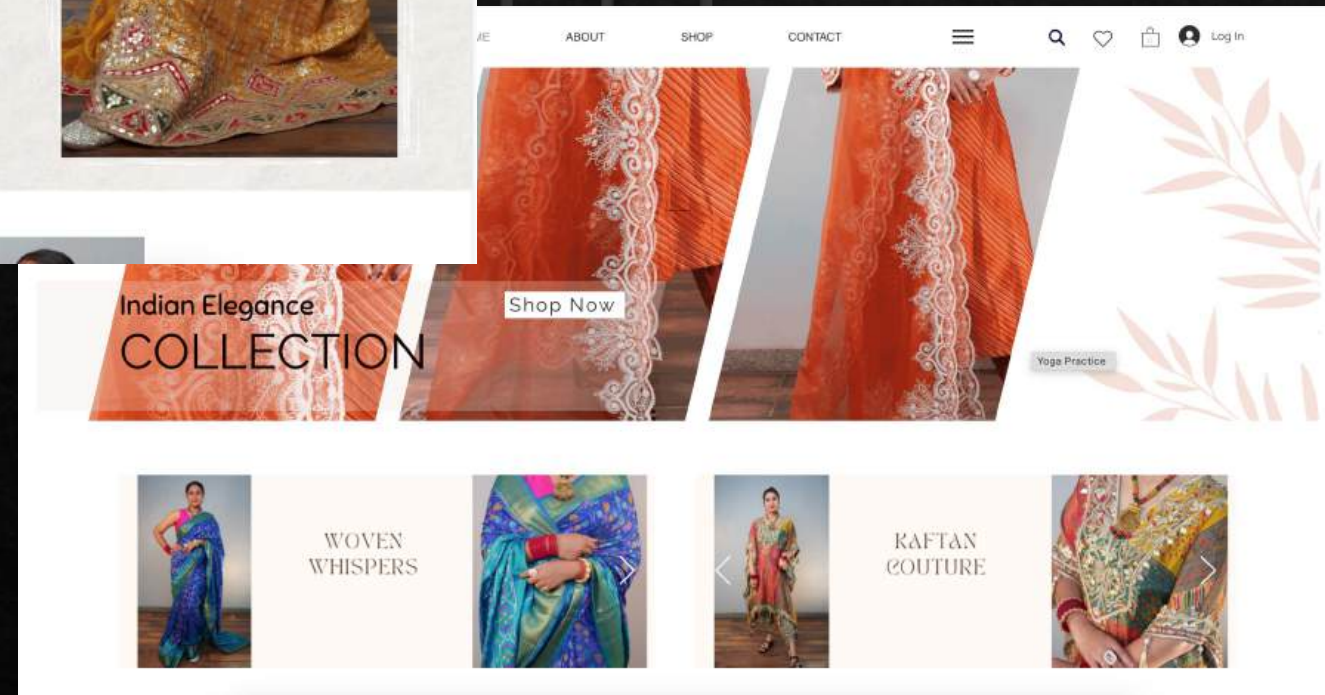 ABOUT
SHOP
CONTACT
Log In
Indian Elegance
COLLECTION
Shop Now
Yoga Practice
WOVEN
WHISPERS
KAFTAN
COUTURE